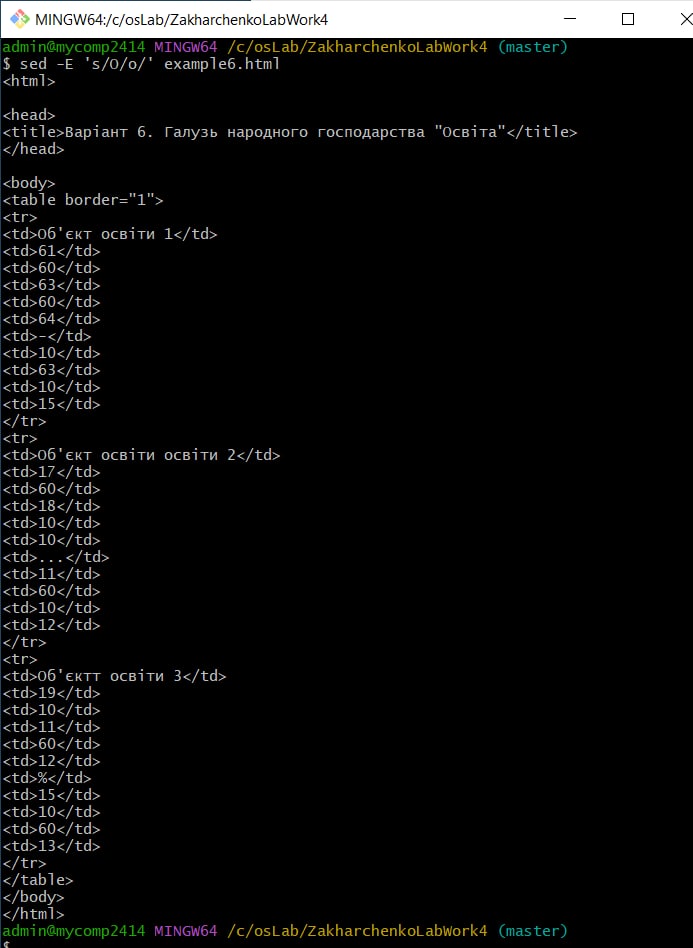 MINGW64:/c/osLab/ZakharchenkoLabWork4
admin@mycomp2414 MINGW64 /c/osLab/ZakharchenkoLabWork4 (master)
$ sed -E 's/О/о/' example6.html
<html>
<head>
<title>Варіант 6. Галузь народного господарства "Освіта"</title>
</head>
<body>
<table border="1">
<tr>
<td>Об'єкт освіти 1</td>
<td>61</td>
<td>60</td>
<td>63</td>
<td>60</td>
<td>64</td>
<td>-</td>
<td>10</td>
<td>63</td>
<td>10</td>
<td>15</td>
</tr>
<tr>
<td>Об'єкт освіти освіти 2</td>
<td>17</td>
<td>60</td>
<td>18</td>
<td>10</td>
<td>10</td>
<td>...</td>
<td>11</td>
<td>60</td>
<td>10</td>
<td>12</td>
</tr>
<tr>
<td>Об'єктт освіти 3</td>
<td>19</td>
<td>10</td>
<td>11</td>
<td>60</td>
<td>12</td>
<td>%</td>
<td>15</td>
<td>10</td>
<td>60</td>
<td>13</td>
</tr>
</table>
</body>
</html>
admin@mycomp2414 MINGW64 /c/osLab/ZakharchenkoLabWork4 (master)
$